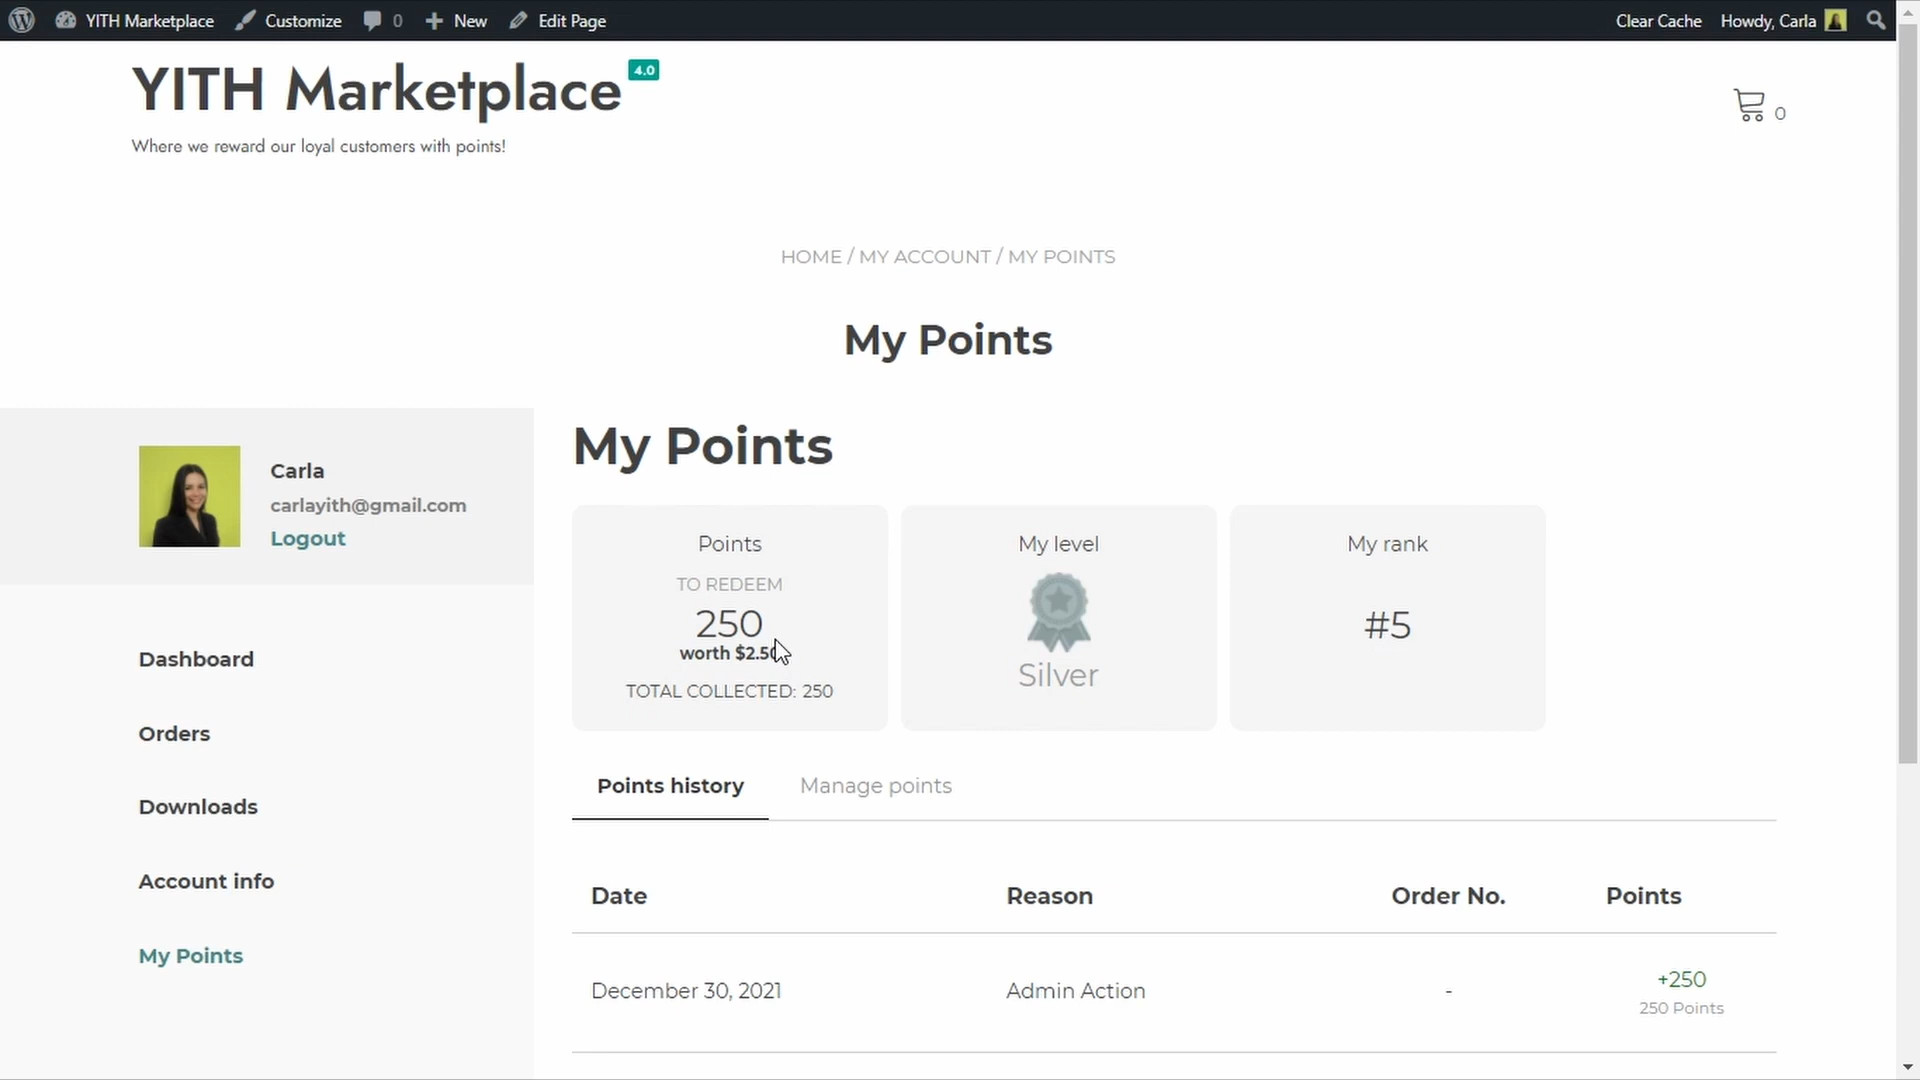 YITH Marketplace Customize 0 New Edit Page Clear Cache Howdy, Carla
YITH Marketplace 4.0
Where we reward our loyal customers with points!
0
HOME / MY ACCOUNT / MY POINTS
My Points
Carla
carlayith@gmail.com
Logout
Dashboard
Orders
Downloads
Account info
My Points
My Points
Points
TO REDEEM
250
worth $2.50
TOTAL COLLECTED: 250
My level
Silver
My rank
#5
Points history Manage points
Date Reason Order No. Points
December 30, 2021 Admin Action - +250
250 Points